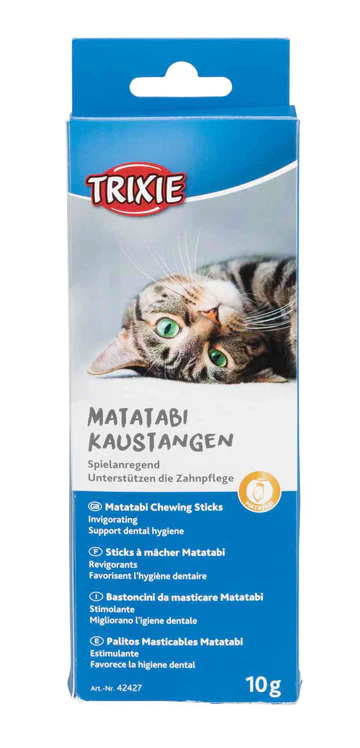 TRIXIE
MATATABI
KAUSTANGEN
Spielanregend
Unterstützen die Zahnpflege
MATATABI
GB Matatabi Chewing Sticks
Invigorating
Support dental hygiene
F Sticks à mâcher Matatabi
Revigorants
Favorisent l'hygiène dentaire
I Bastoncini da masticare Matatabi
Stimolante
Migliorano l'igiene dentale
E Palitos Masticables Matatabi
Estimulante
Favorece la higiene dental
Art.-Nr. 42427
10g